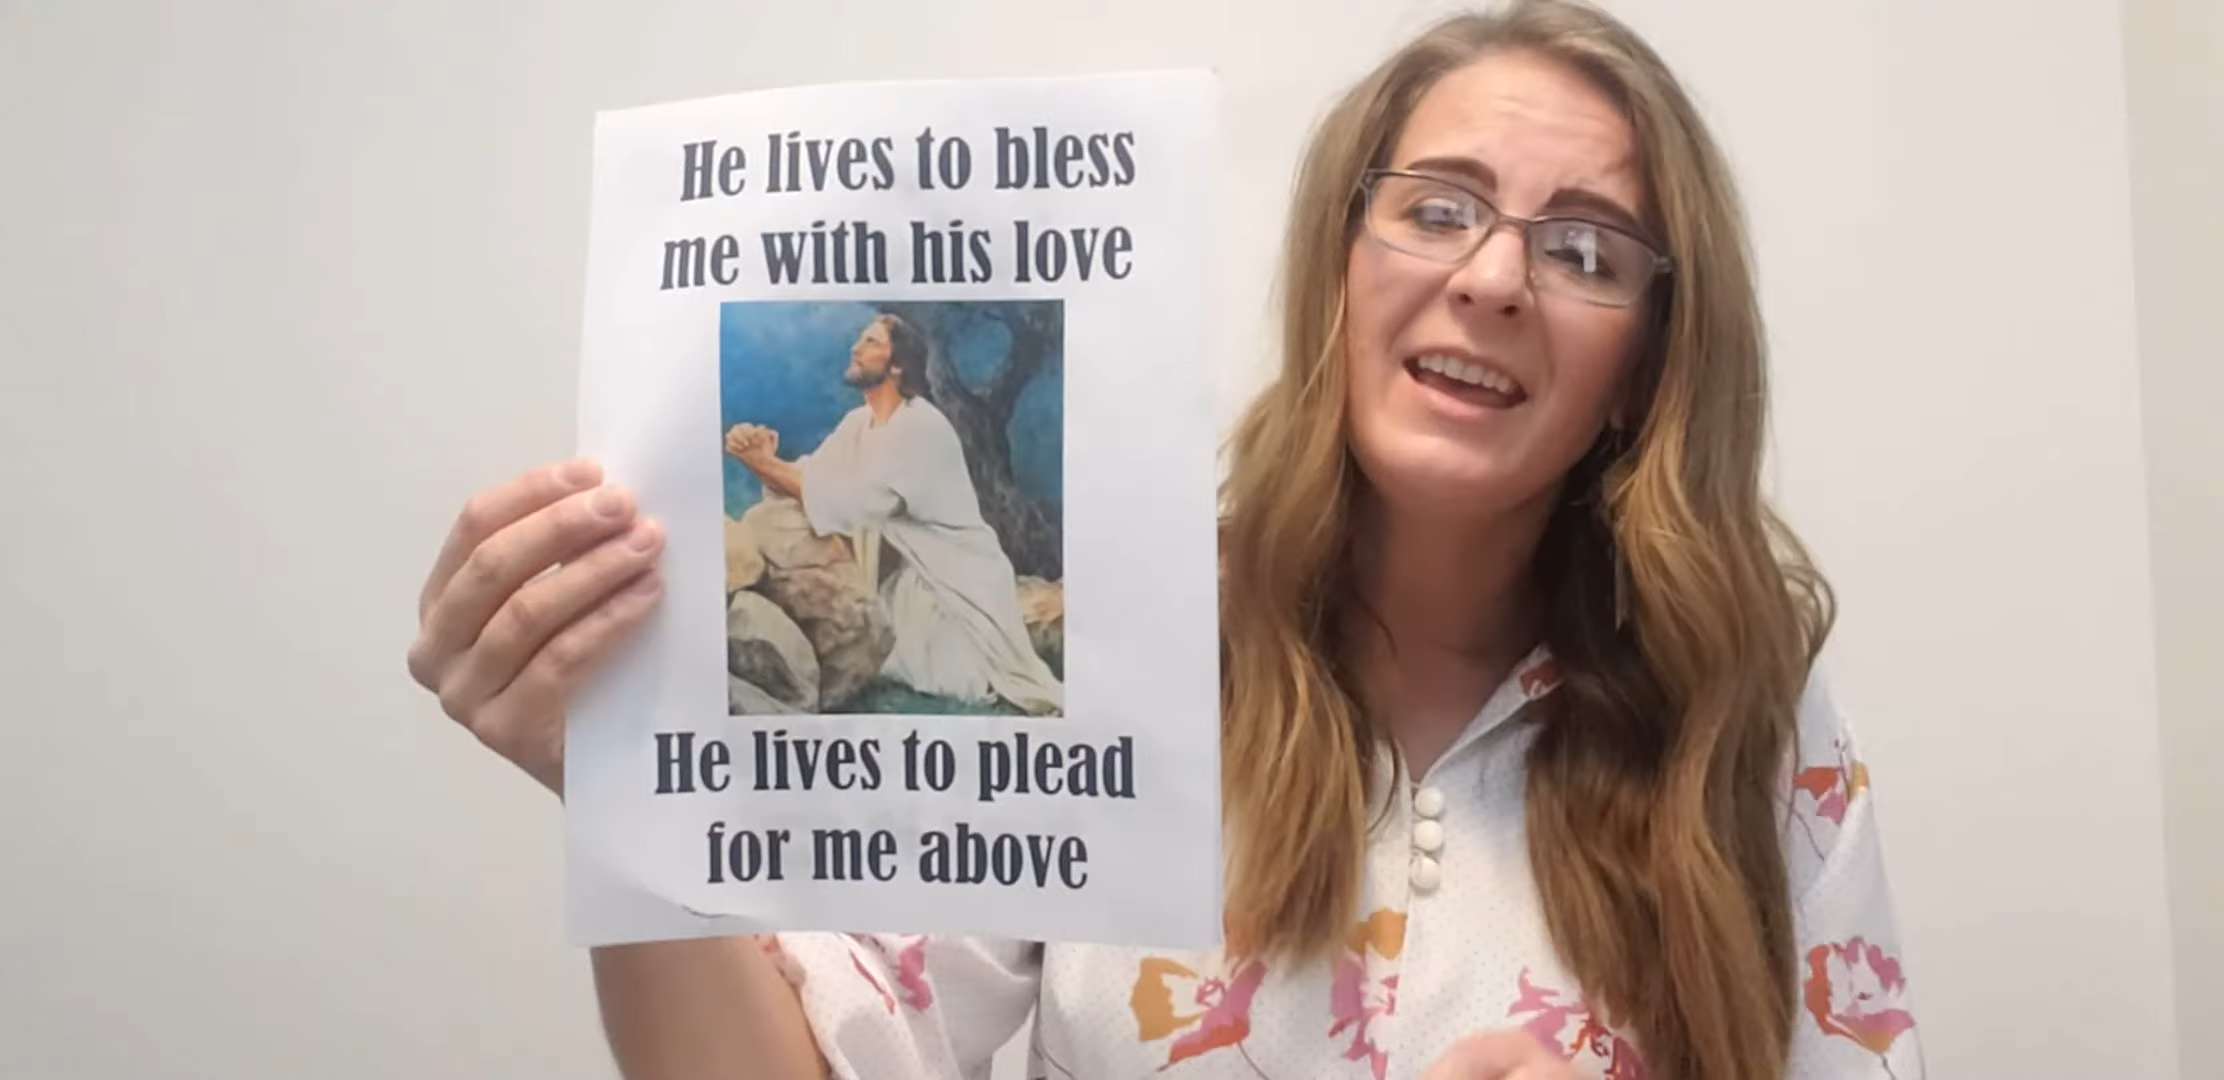 He lives to bless
me with his love
He lives to plead
for me above